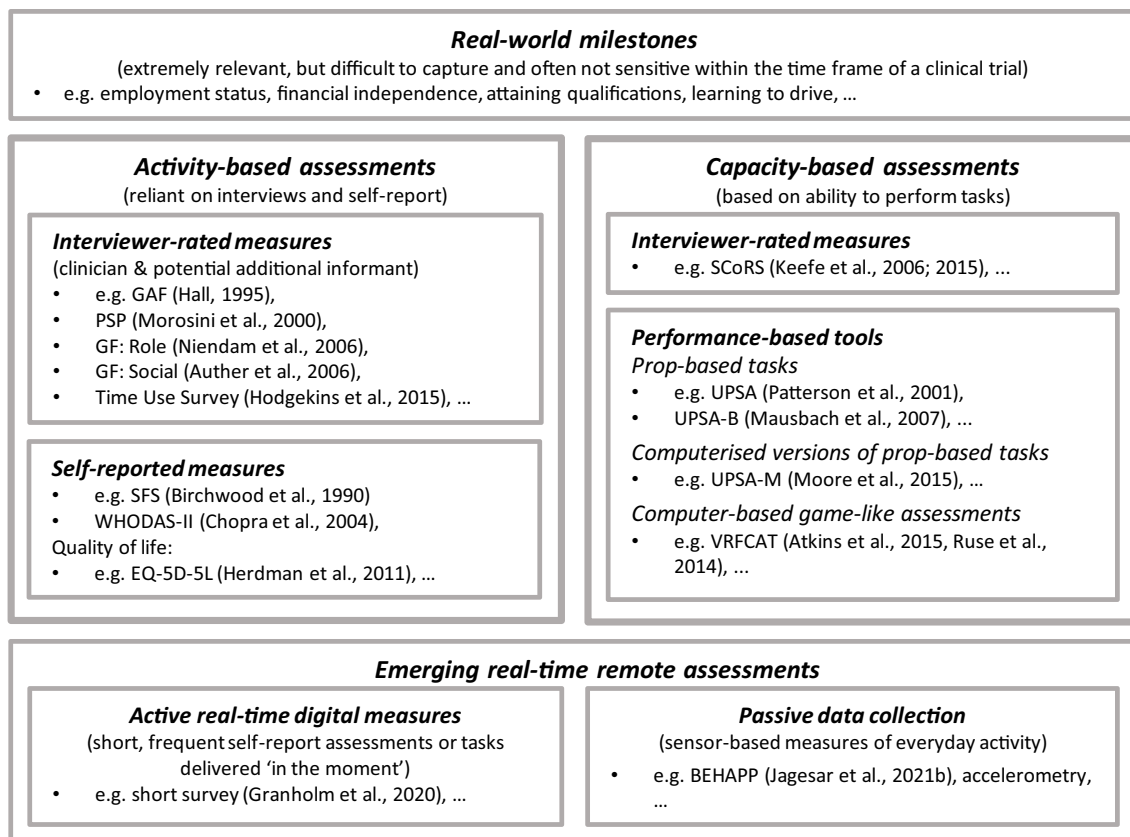 Real-world milestones
(extremely relevant, but difficult to capture and often not sensitive within the time frame of a clinical trial)
• e.g. employment status, financial independence, attaining qualifications, learning to drive, ...
Activity-based assessments
(reliant on interviews and self-report)
Interviewer-rated measures
(clinician & potential additional informant)
• e.g. GAF (Hall, 1995),
• PSP (Morosini et al., 2000),
• GF: Role (Niendam et al., 2006),
• GF: Social (Auther et al., 2006),
• Time Use Survey (Hodgekins et al., 2015), ...
Self-reported measures
• e.g. SFS (Birchwood et al., 1990)
• WHODAS-II (Chopra et al., 2004),
Quality of life:
• e.g. EQ-5D-5L (Herdman et al., 2011), ...
Capacity-based assessments
(based on ability to perform tasks)
Interviewer-rated measures
• e.g. SCoRS (Keefe et al., 2006; 2015), ...
Performance-based tools
Prop-based tasks
• e.g. UPSA (Patterson et al., 2001),
• UPSA-B (Mausbach et al., 2007), ...
Computerised versions of prop-based tasks
• e.g. UPSA-M (Moore et al., 2015), ...
Computer-based game-like assessments
• e.g. VRFCAT (Atkins et al., 2015, Ruse et al.,
2014), ...
Emerging real-time remote assessments
Active real-time digital measures
(short, frequent self-report assessments or tasks
delivered ‘in the moment’)
• e.g. short survey (Granholm et al., 2020), ...
Passive data collection
(sensor-based measures of everyday activity)
• e.g. BEHAPP (Jagesar et al., 2021b), accelerometry,
...